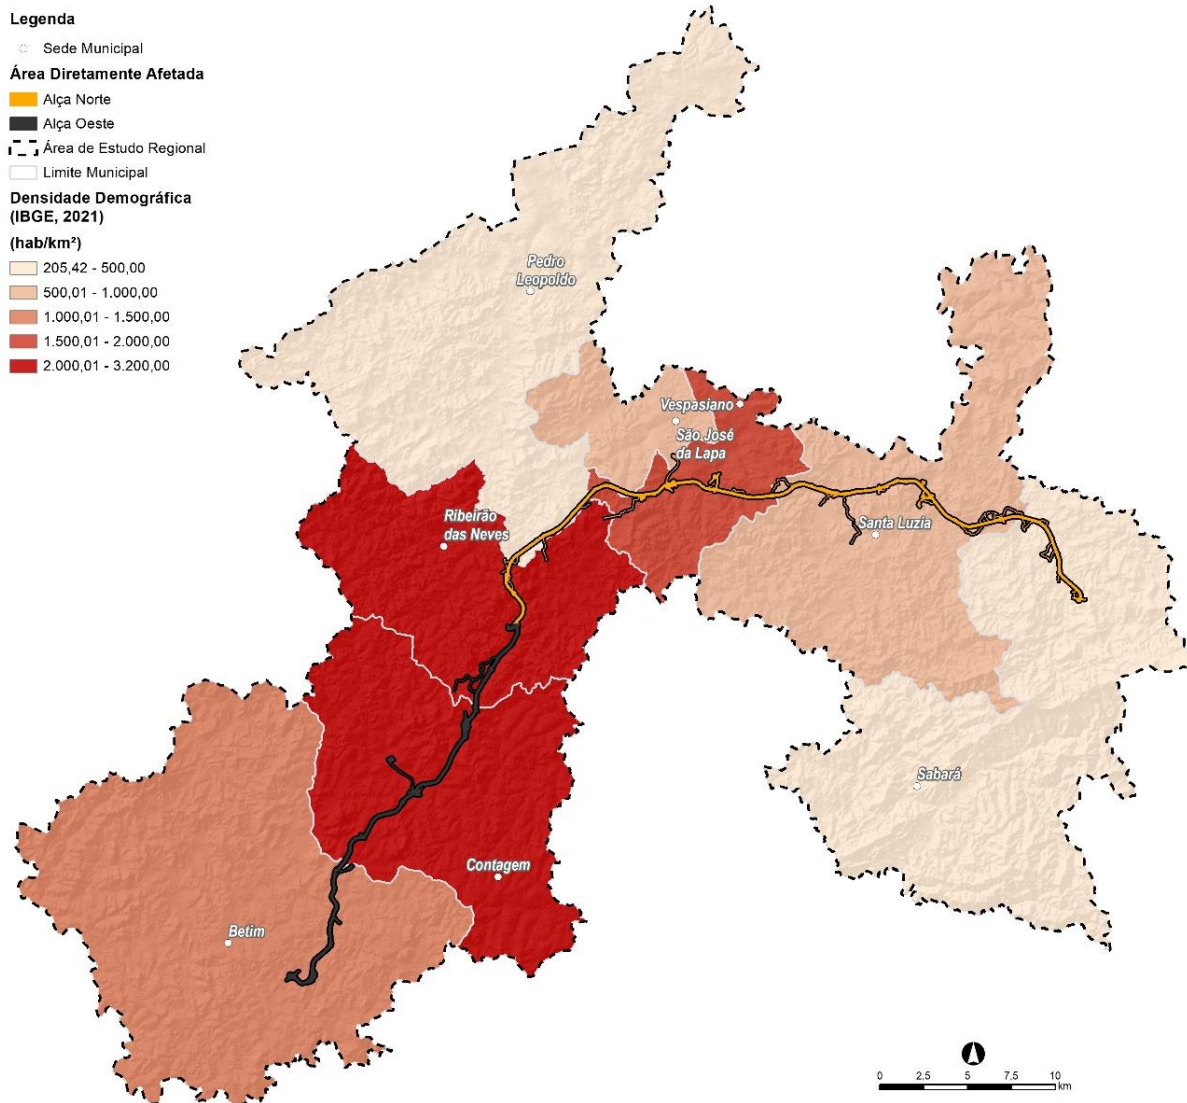 Legenda
Sede Municipal
Área Diretamente Afetada
Alça Norte
Alça Oeste
Área de Estudo Regional
Limite Municipal
Densidade Demográfica
(IBGE, 2021)
(hab/km²)
205,42 - 500,00
500,01 - 1.000,00
1.000,01 - 1.500,00
1.500,01 - 2.000,00
2.000,01 - 3.200,00
Pedro
Leopoldo
Vespasiano
São José
da Lapa
Ribeirão
das Neves
Santa Luzia
Sabará
Contagem
Betim
0 2,5 5 7,5 10
km